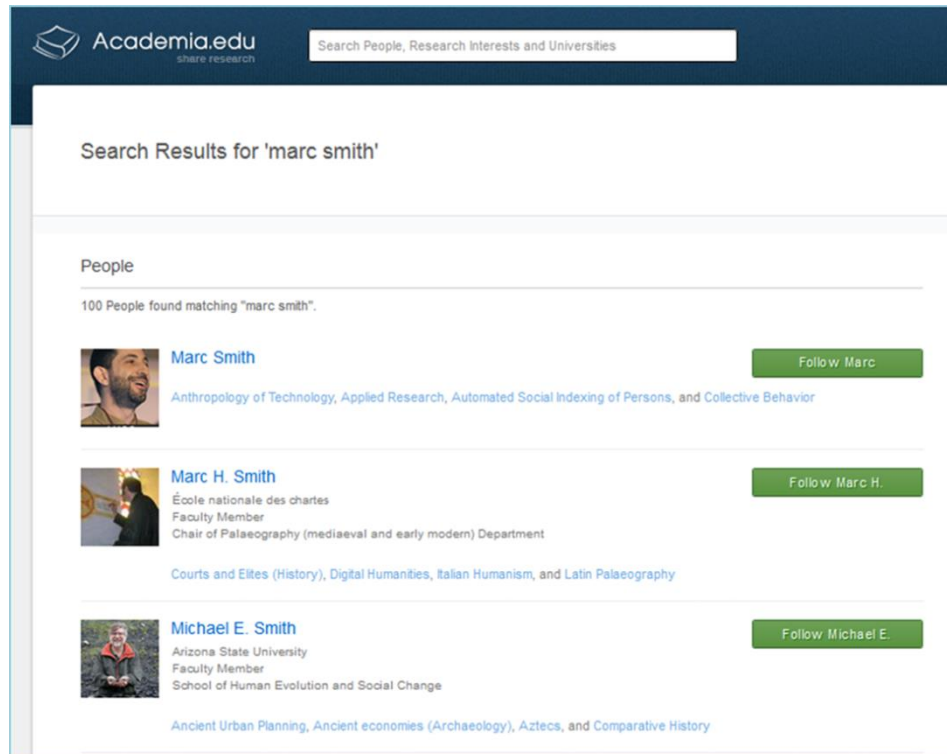 Academia.edu
share research
Search People, Research Interests and Universities
Search Results for 'marc smith'
People
100 People found matching "marc smith".
Marc Smith
Follow Marc
Anthropology of Technology, Applied Research, Automated Social Indexing of Persons, and Collective Behavior
Marc H. Smith
Follow Marc H.
École nationale des chartes
Faculty Member
Chair of Palaeography (mediaeval and early modern) Department
Courts and Elites (History), Digital Humanities, Italian Humanism, and Latin Palaeography
Michael E. Smith
Follow Michael E.
Arizona State University
Faculty Member
School of Human Evolution and Social Change
Ancient Urban Planning, Ancient economies (Archaeology), Aztecs, and Comparative History